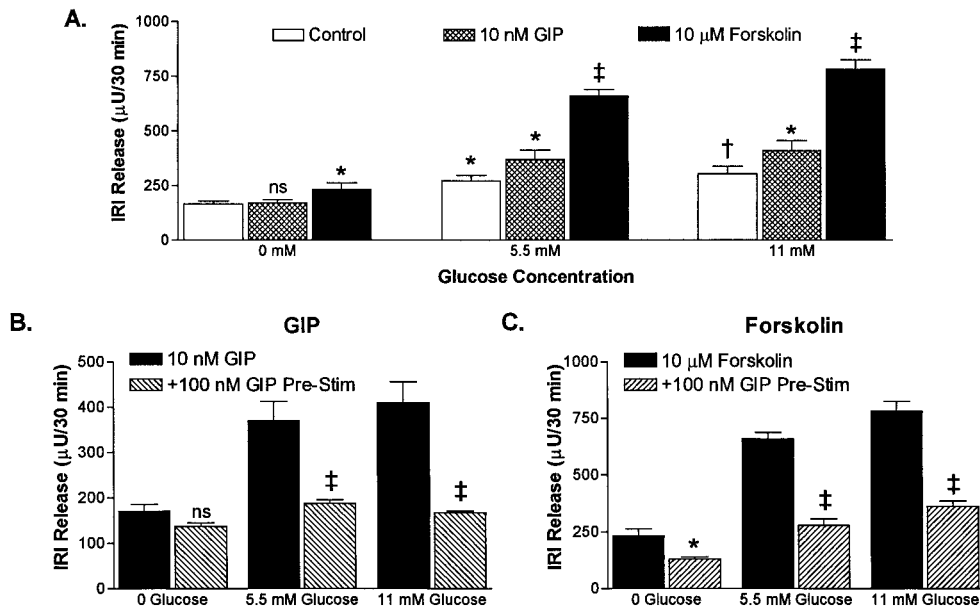 A.
1000
750
500
250
0
IRI Release (µU/30 min)
Control
10 nM GIP
10 µM Forskolin
ns
*
*
*
‡
†
*
‡
0 mM
5.5 mM
11 mM
Glucose Concentration
B.
GIP
500
400
300
200
100
0
IRI Release (µU/30 min)
10 nM GIP
+100 nM GIP Pre-Stim
ns
‡
‡
0 Glucose
5.5 mM Glucose
11 mM Glucose
C.
Forskolin
1000
750
500
250
0
IRI Release (µU/30 min)
10 µM Forskolin
+100 nM GIP Pre-Stim
*
‡
‡
0 Glucose
5.5 mM Glucose
11 mM Glucose